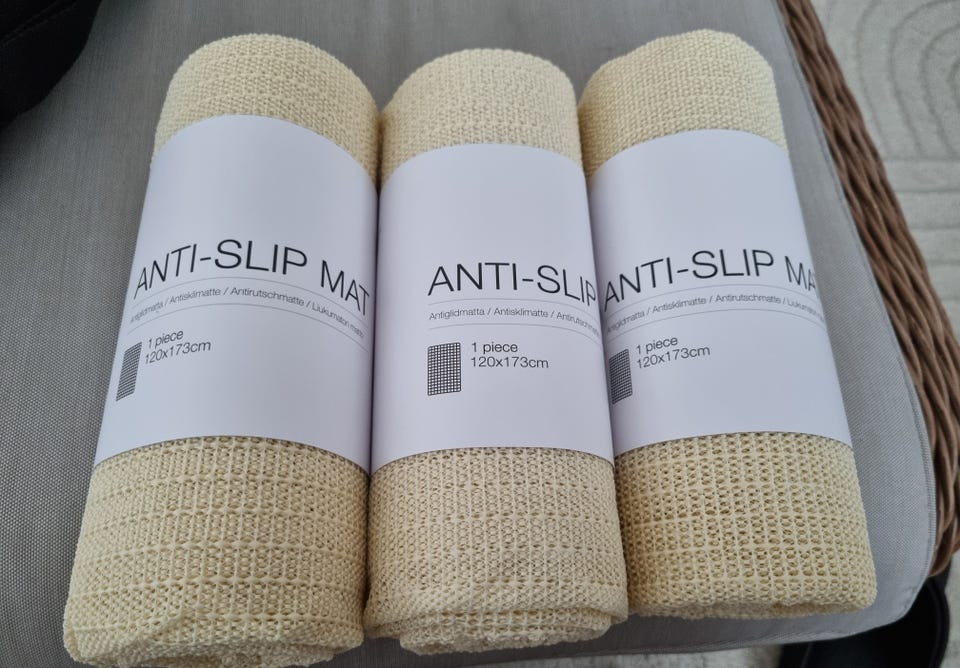 ANTI-SLIP MAT
Antiglidmatta / Antisklimatte / Antirutschmatte / Liukumaton matto
1 piece
120x173cm
ANTI-SLIP
Antiglidmatta / Antisklimatte / Antirutschmatte
1 piece
120x173cm
ANTI-SLIP MAT
Antiglidmatta / Antisklimatte / Antirutschmatte / Liukumaton
1 piece
120x173cm